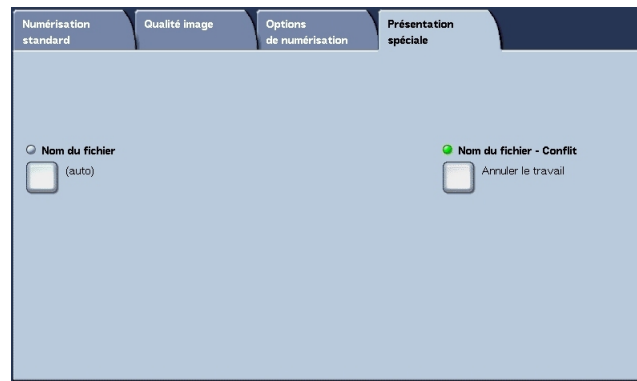 Numérisation
standard
Qualité image
Options
de numérisation
Présentation
spéciale
Nom du fichier
(auto)
Nom du fichier - Conflit
Annuler le travail